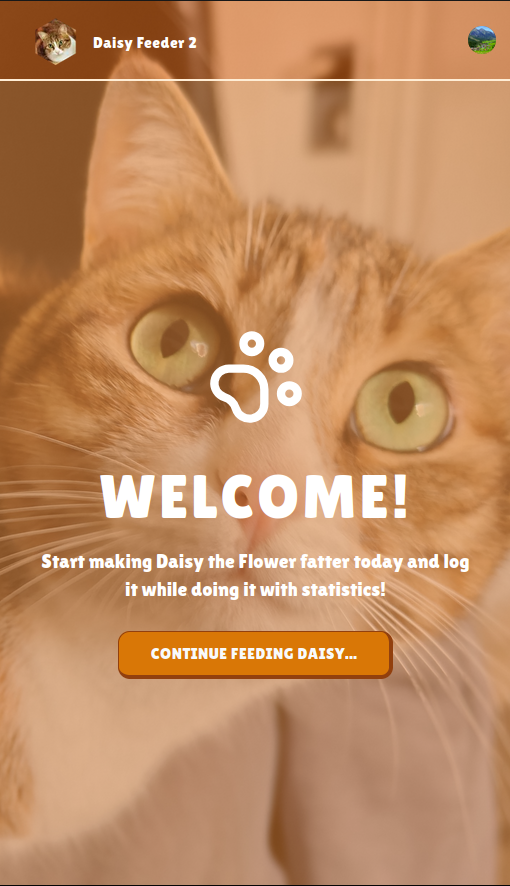 Daisy Feeder 2
WELCOME!
Start making Daisy the Flower fatter today and log
it while doing it with statistics!
CONTINUE FEEDING DAISY...